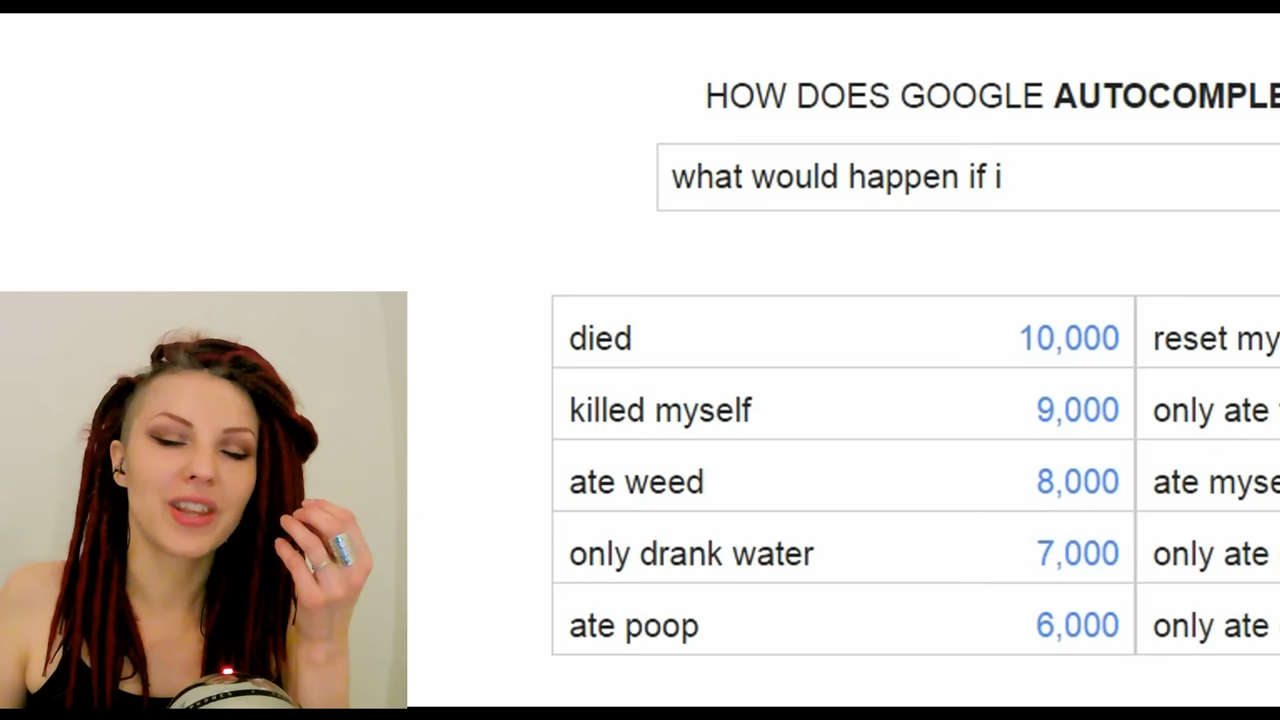 HOW DOES GOOGLE AUTOCOMPLE
what would happen if i
died 10,000 reset my
killed myself 9,000 only ate
ate weed 8,000 ate myse
only drank water 7,000 only ate
ate poop 6,000 only ate